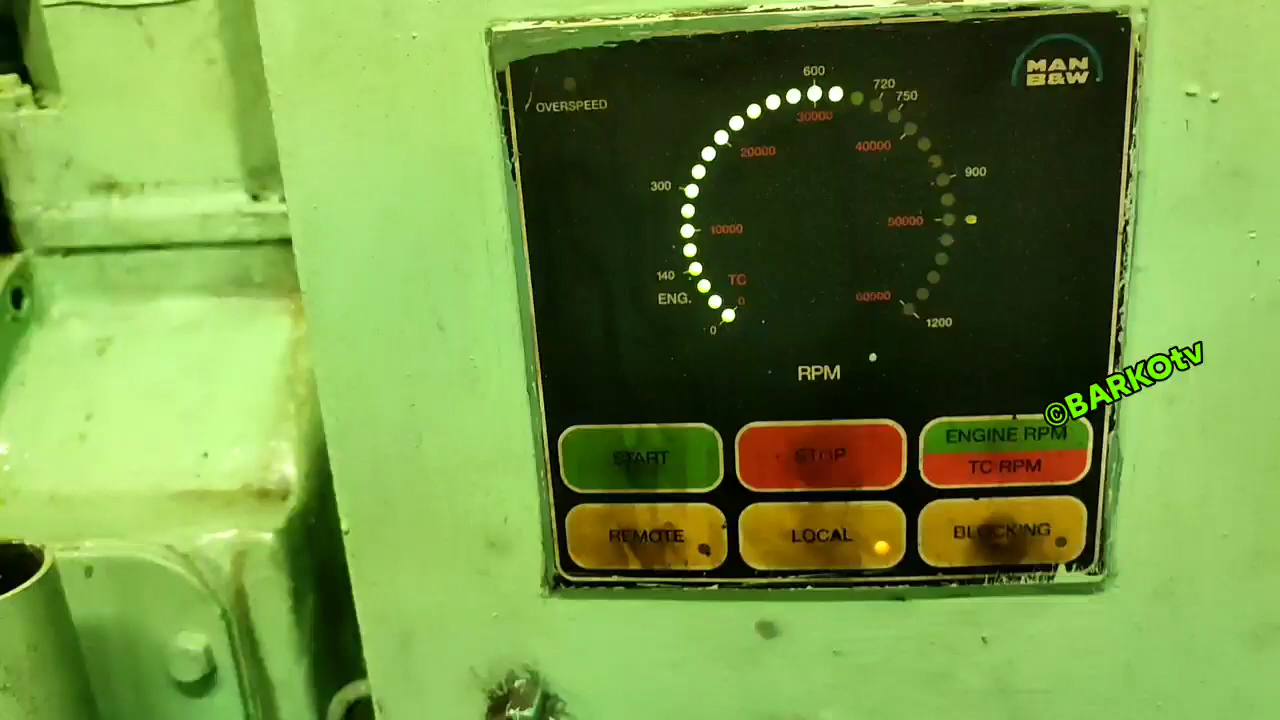 OVERSPEED
MAN
B&W
600
720
750
30000
20000
40000
300
900
10000
50000
140
TC
ENG.
0
0
60000
1200
RPM
©BARKOtv
START
STOP
ENGINE RPM
TC RPM
REMOTE
LOCAL
BLOCKING